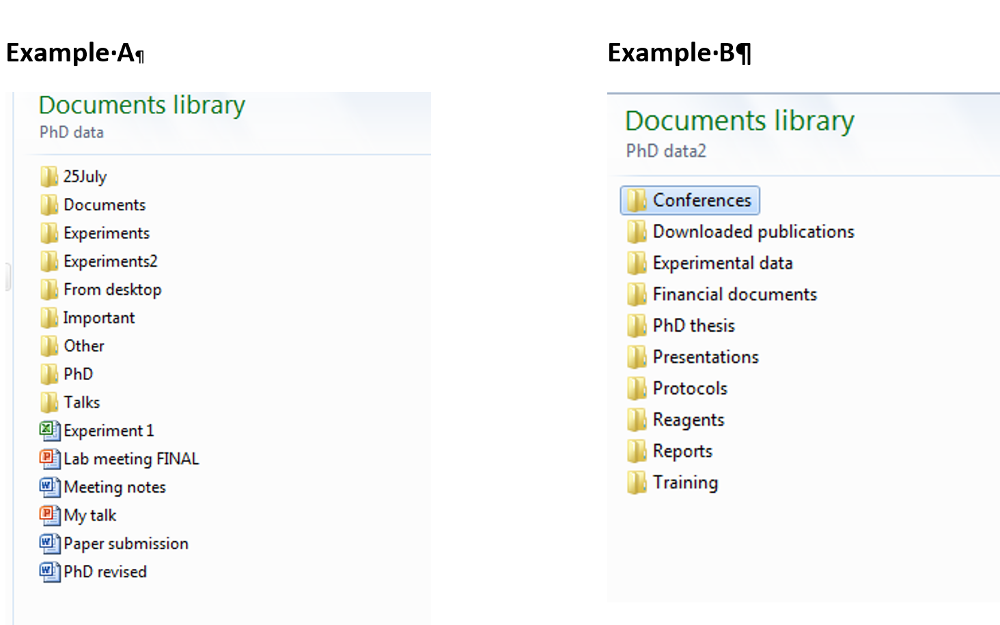 Example·A¶
Documents library
PhD data
25July
Documents
Experiments
Experiments2
From desktop
Important
Other
PhD
Talks
Experiment 1
Lab meeting FINAL
Meeting notes
My talk
Paper submission
PhD revised
Example·B¶
Documents library
PhD data2
Conferences
Downloaded publications
Experimental data
Financial documents
PhD thesis
Presentations
Protocols
Reagents
Reports
Training